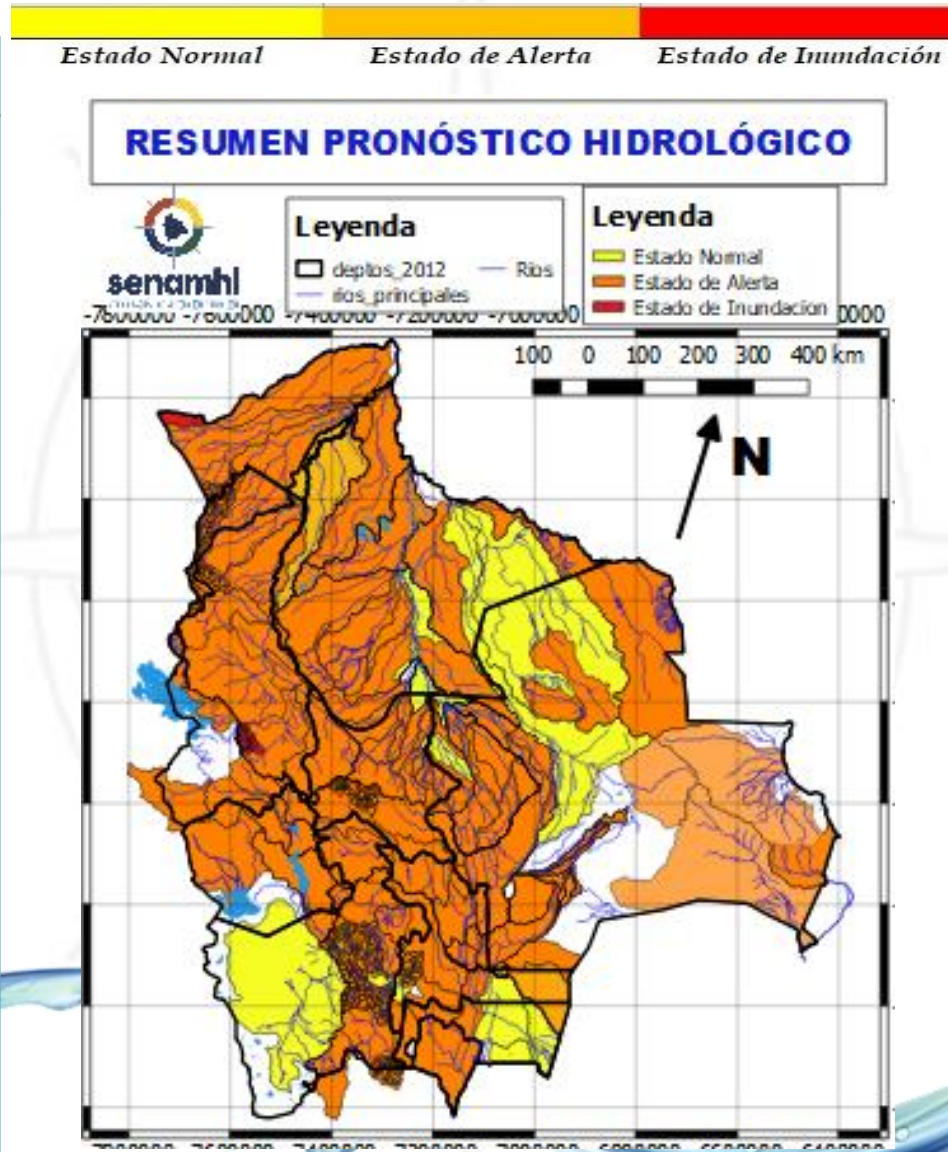 Estado Normal Estado de Alerta Estado de Inundación
RESUMEN PRONÓSTICO HIDROLÓGICO
senamhi
Leyenda
deptos_2012 Rios
rios_principales
Leyenda
Estado Normal
Estado de Alerta
Estado de Inundacion
-7800000 -7600000 -7400000 -7200000 -7000000 0000
100 0 100 200 300 400 km
N